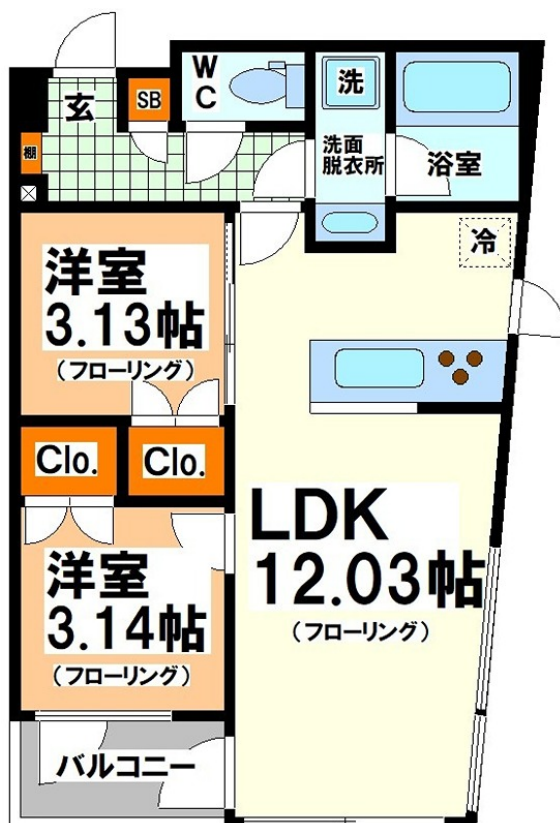 玄
SB
W
C
洗
棚
洗面
脱衣所
浴室
冷
洋室
3.13帖
(フローリング)
Clo.
Clo.
LDK
12.03帖
(フローリング)
洋室
3.14帖
(フローリング)
バルコニー